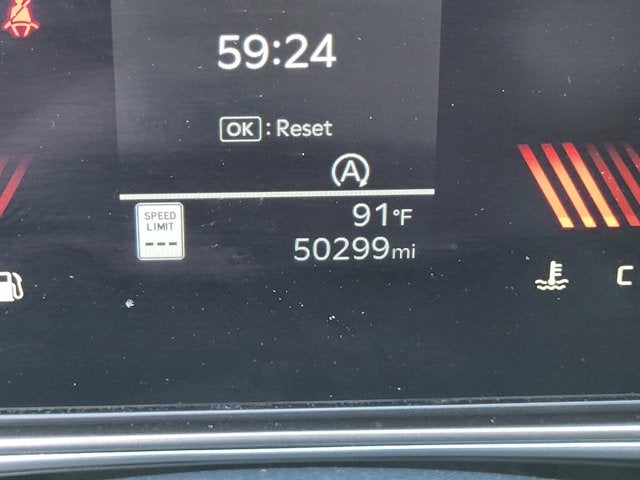 59:24
OK : Reset
A
SPEED
LIMIT
---
91°F
50299mi
C